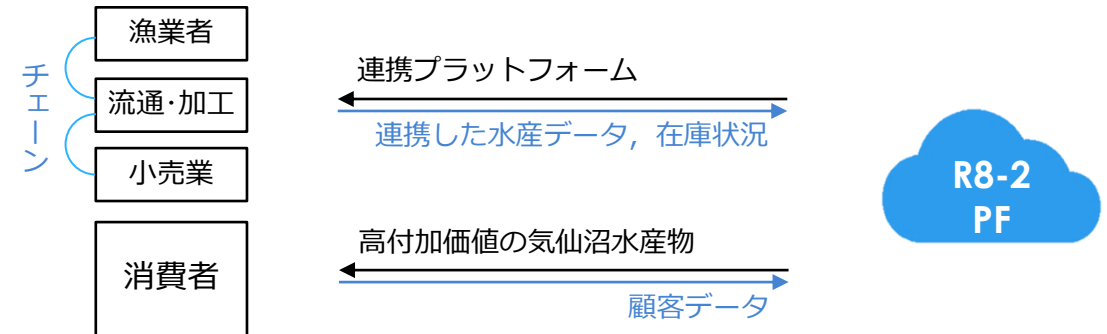 漁業者
チェーン
流通･加工
小売業
消費者
連携プラットフォーム
連携した水産データ, 在庫状況
高付加価値の気仙沼水産物
顧客データ
R8-2
PF